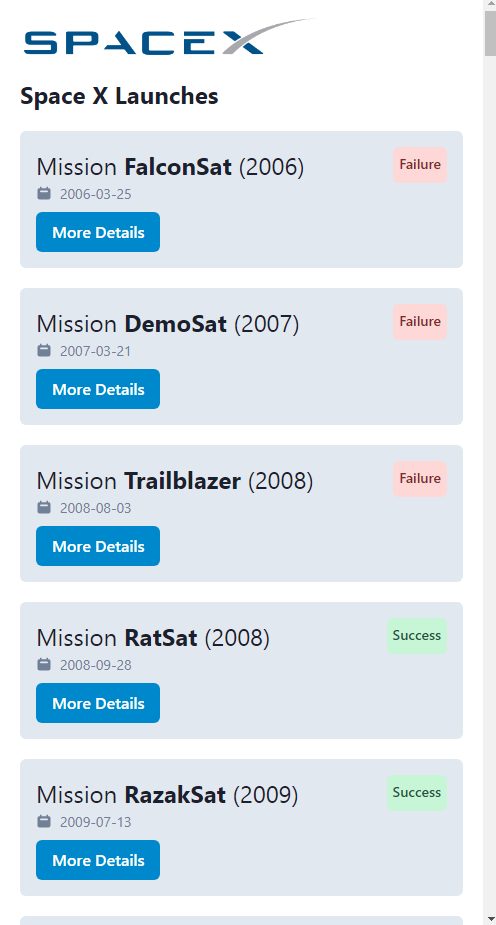 SPACEX
Space X Launches
Mission FalconSat (2006)
Failure
2006-03-25
More Details
Mission DemoSat (2007)
Failure
2007-03-21
More Details
Mission Trailblazer (2008)
Failure
2008-08-03
More Details
Mission RatSat (2008)
Success
2008-09-28
More Details
Mission RazakSat (2009)
Success
2009-07-13
More Details